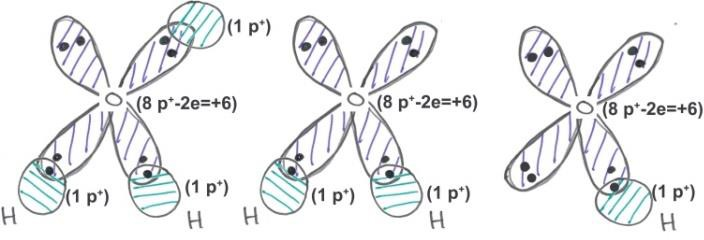 (1 p⁺)
O (8 p⁺-2e=+6)
O (8 p⁺-2e=+6)
O (8 p⁺-2e=+6)
(1 p⁺)
(1 p⁺)
H
H
(1 p⁺)
(1 p⁺)
H
H
(1 p⁺)
H